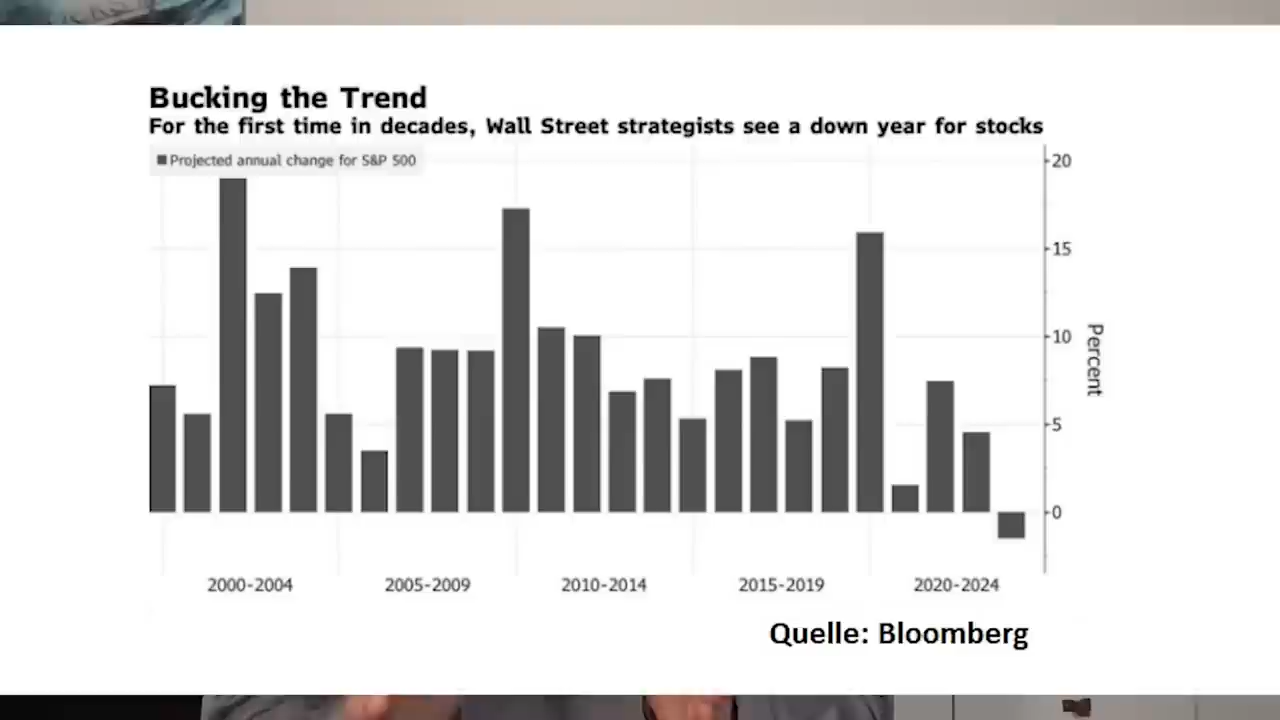 Bucking the Trend
For the first time in decades, Wall Street strategists see a down year for stocks
Projected annual change for S&P 500
20
15
10
5
0
Percent
2000-2004 2005-2009 2010-2014 2015-2019 2020-2024
Quelle: Bloomberg